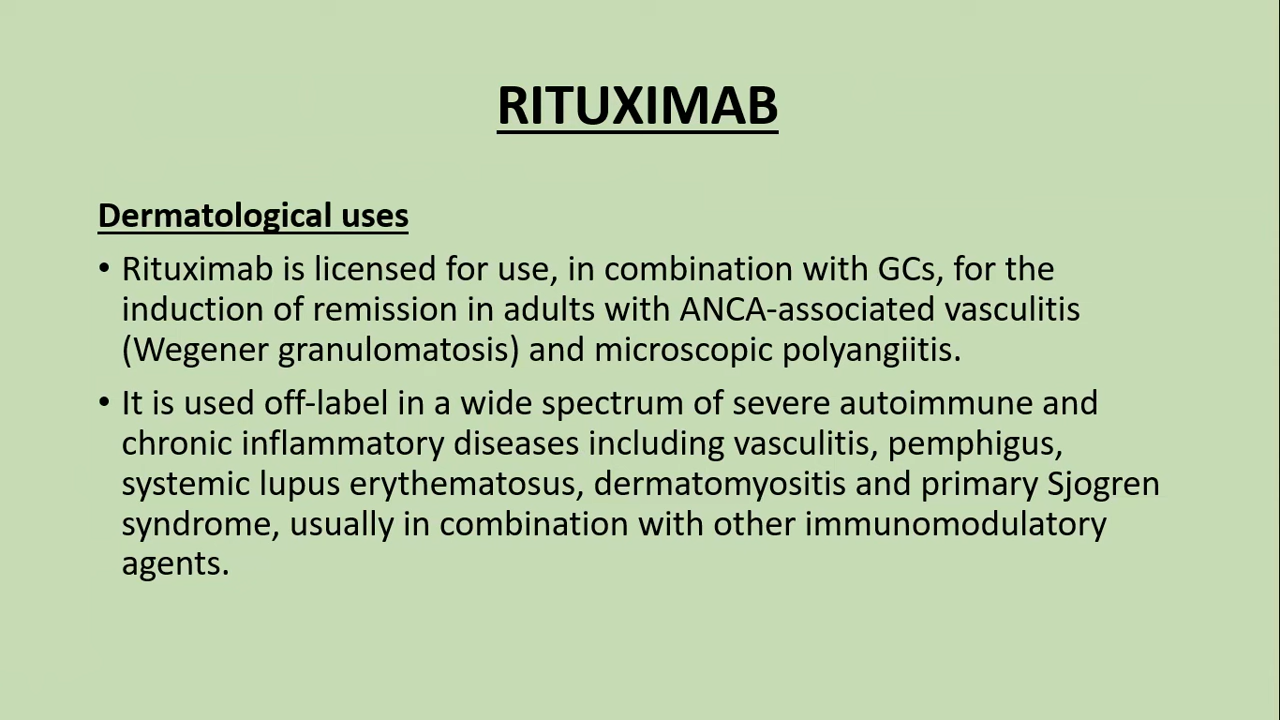 RITUXIMAB
Dermatological uses
• Rituximab is licensed for use, in combination with GCs, for the
induction of remission in adults with ANCA-associated vasculitis
(Wegener granulomatosis) and microscopic polyangiitis.
• It is used off-label in a wide spectrum of severe autoimmune and
chronic inflammatory diseases including vasculitis, pemphigus,
systemic lupus erythematosus, dermatomyositis and primary Sjogren
syndrome, usually in combination with other immunomodulatory
agents.